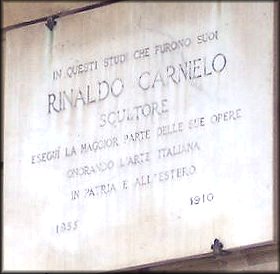 IN QUESTI STUDI CHE FURONO SUOI
RINALDO CARNIELO
SCULTORE
ESEGUÌ LA MAGGIOR PARTE DELLE SUE OPERE
ONORANDO L'ARTE ITALIANA
IN PATRIA E ALL'ESTERO
1853 1910